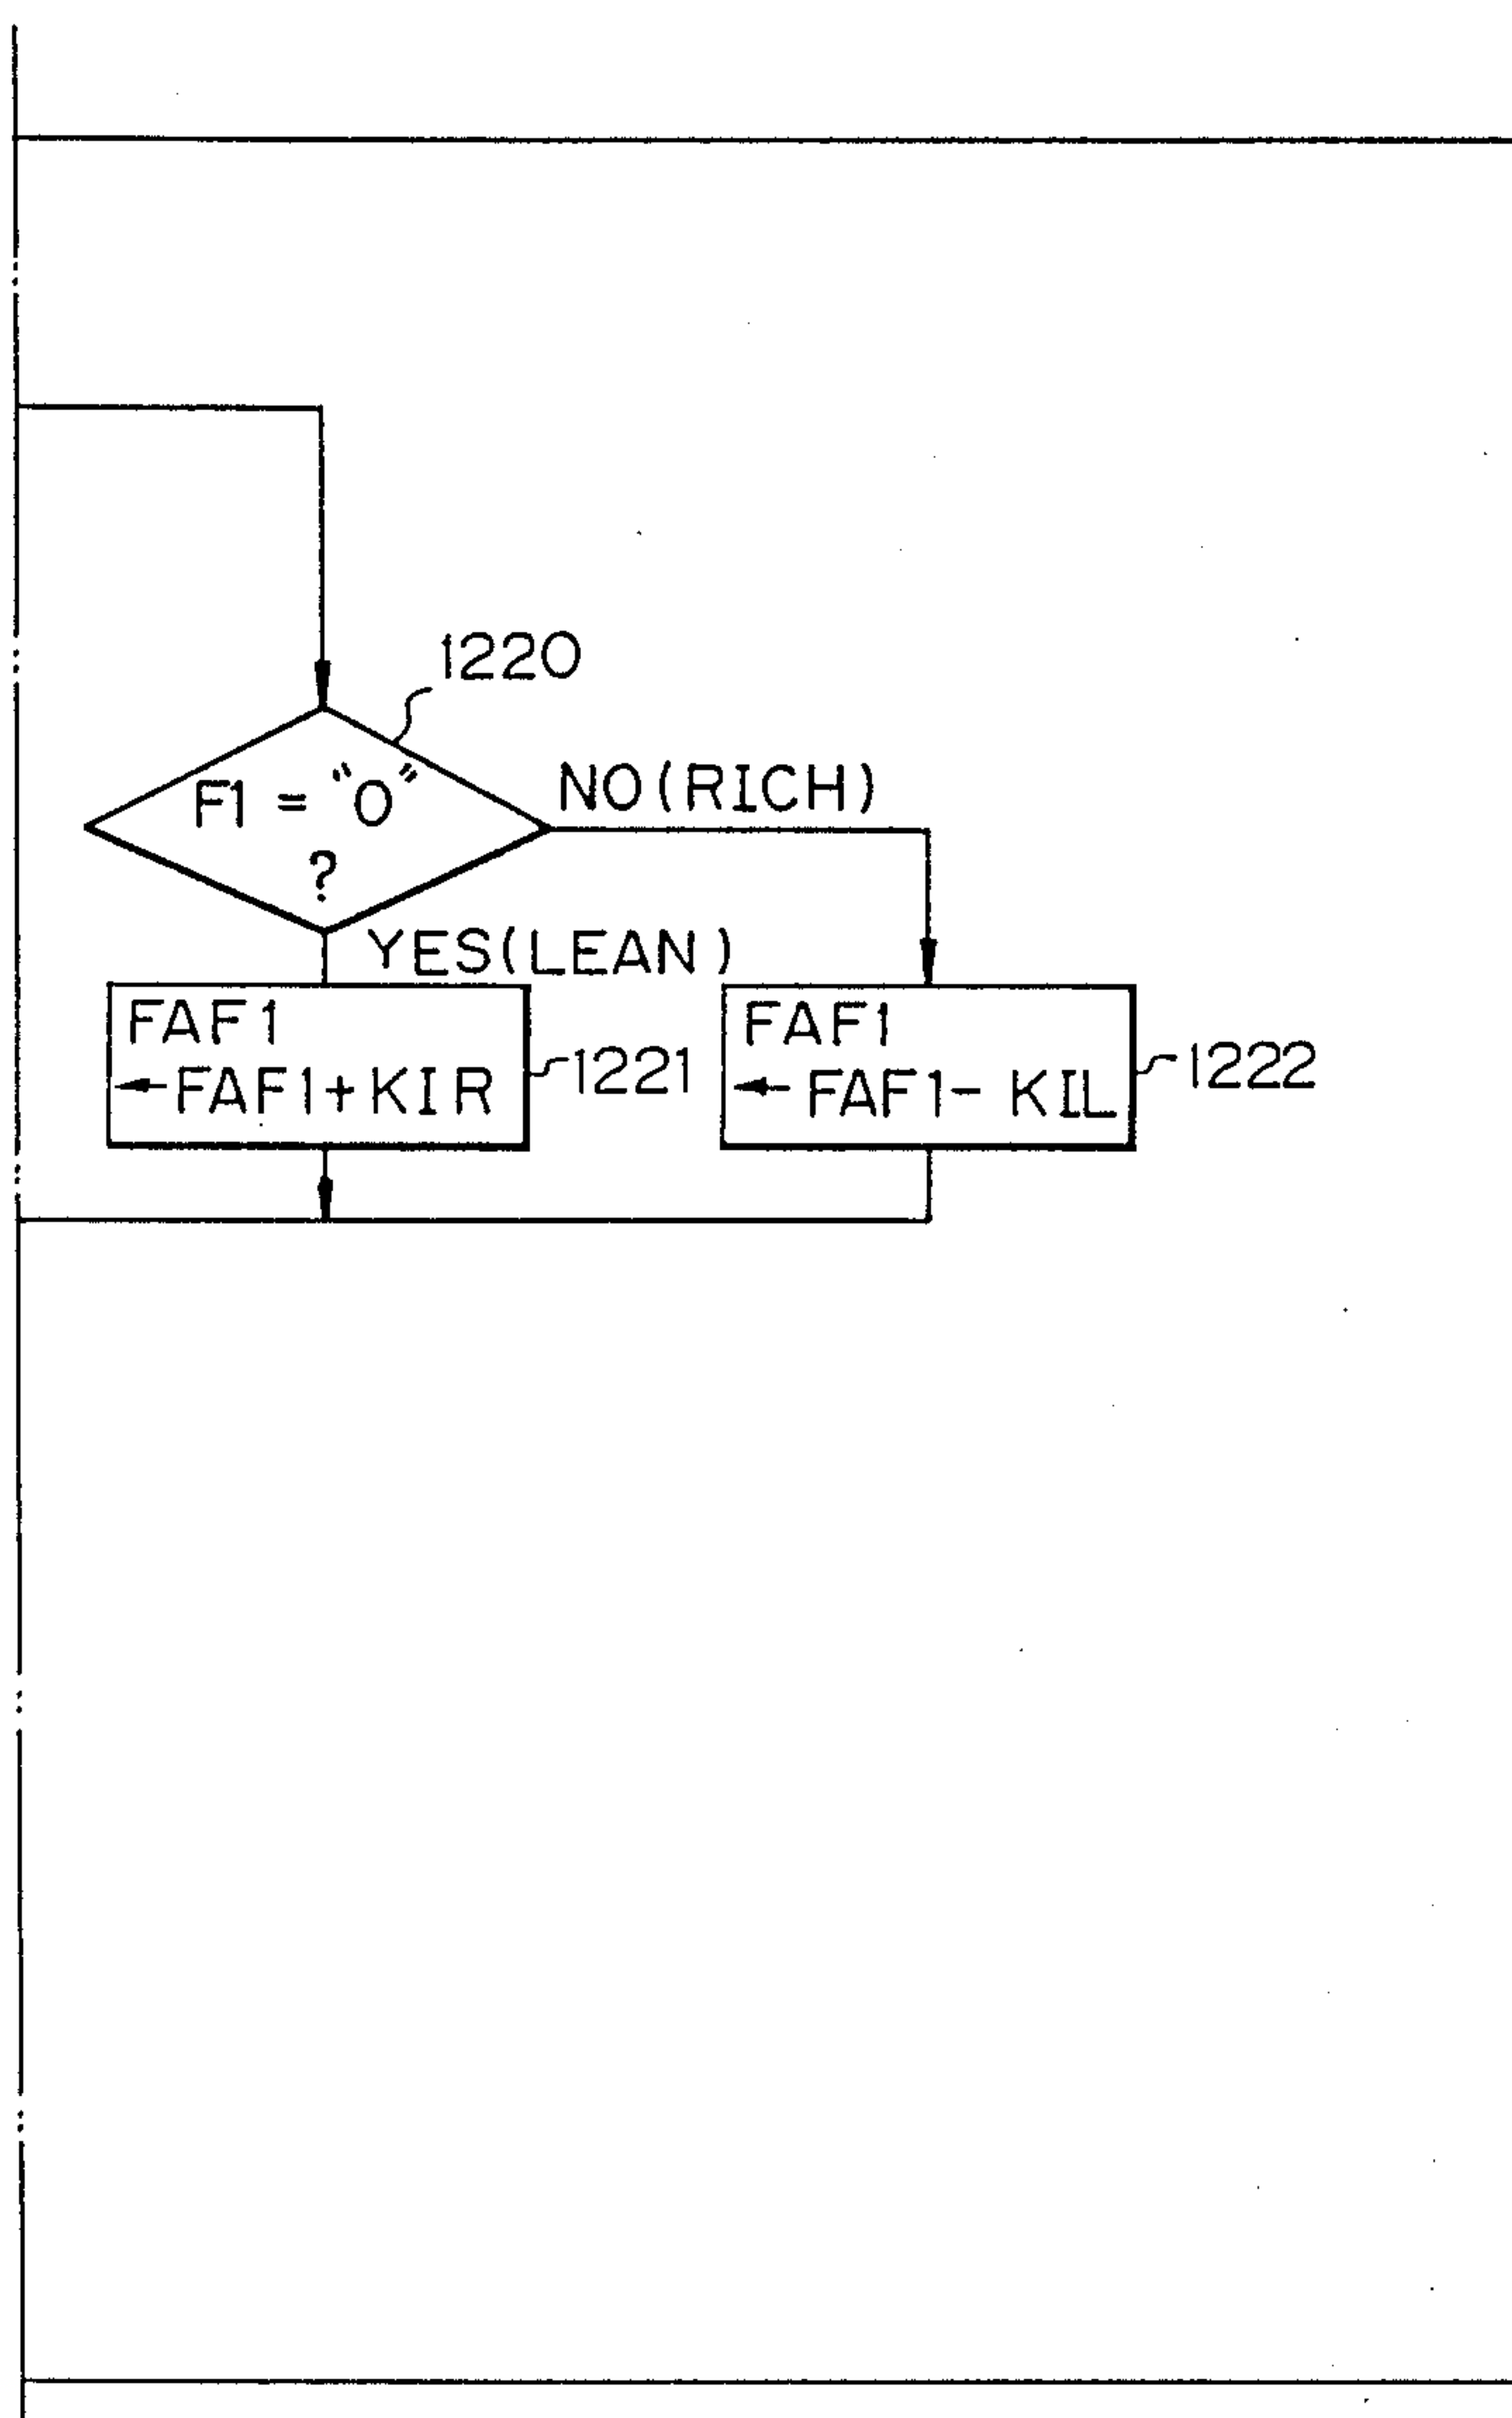 1220
F1 = "0"
?
NO(RICH)
YES(LEAN)
FAF1
←FAF1+KIR
1221
FAF1
←FAF1- KIL
1222